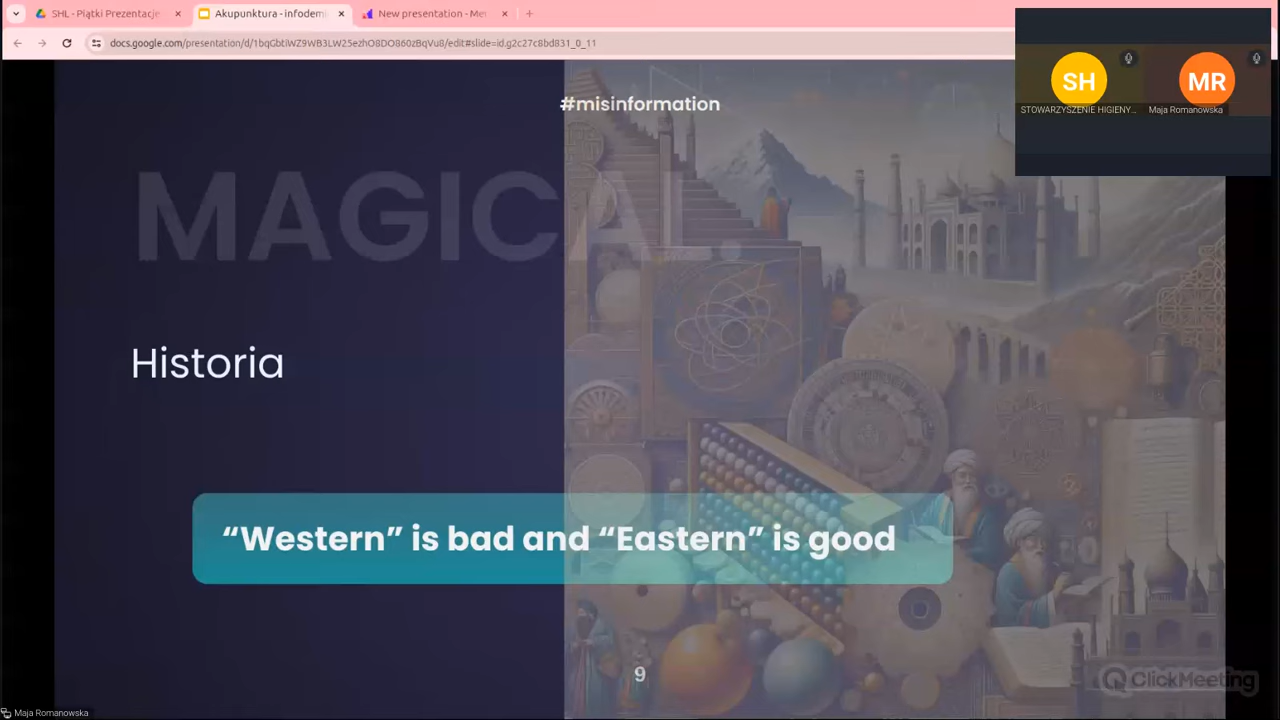 SHL - Piątki Prezentacje
Akupunktura - infodemi
New presentation - Me
docs.google.com/presentation/d/1bqGbtiWZ9WB3LW25ezhO8DO860zBqVu8/edit#slide=id.g2c27c8bd831_0_11
SH
MR
STOWARZYSZENIE HIGIENY...
Maja Romanowska
#misinformation
MAGICAL
Historia
“Western” is bad and “Eastern” is good
9
ClickMeeting
Maja Romanowska